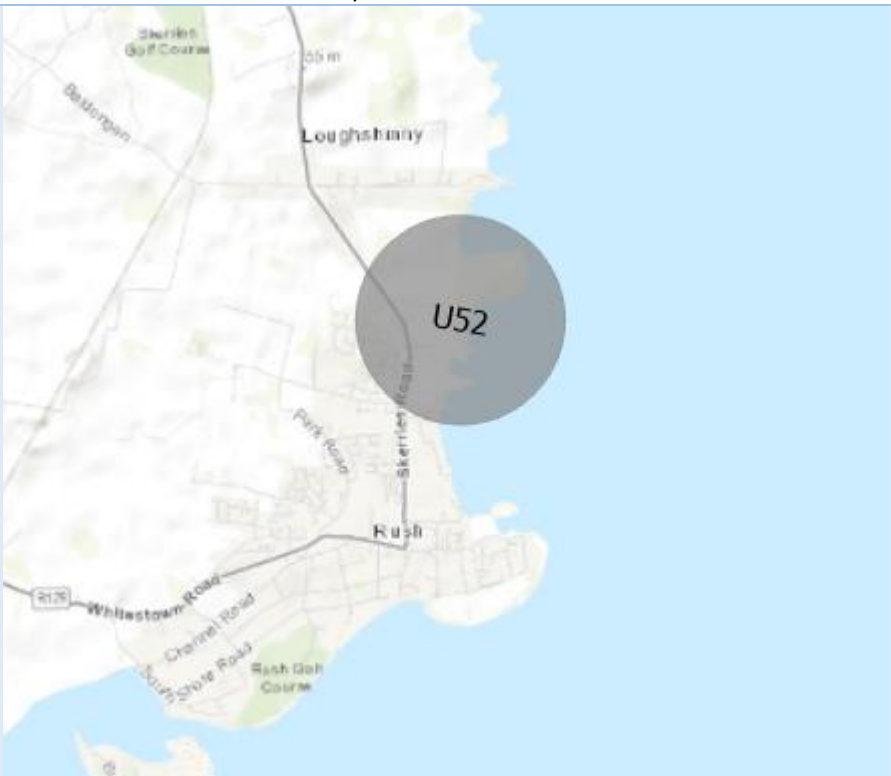 Skerries
Golf Course
55 m
Baldongan
Loughshinny
U52
Skerries Road
Park Road
Rush
R128
Whitestown Road
Channel Road
South
Shore Road
Rush Golf
Course